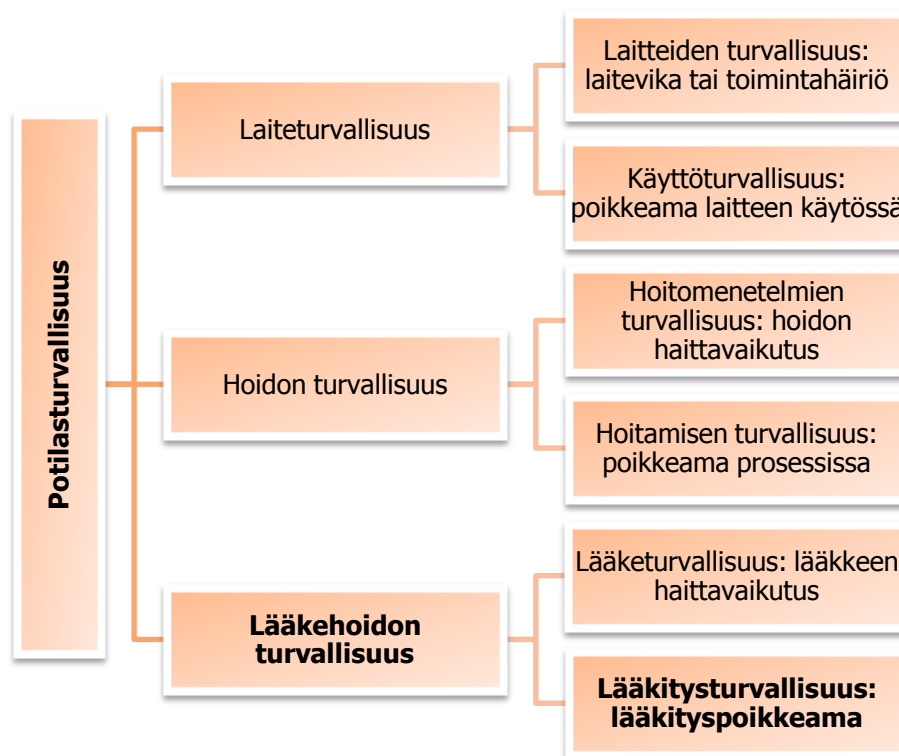 Potilasturvallisuus
Laiteturvallisuus
Laitteiden turvallisuus:
laitevika tai toimintahäiriö
Käyttöturvallisuus:
poikkeama laitteen käytössä
Hoidon turvallisuus
Hoitomenetelmien
turvallisuus: hoidon
haittavaikutus
Hoitamisen turvallisuus:
poikkeama prosessissa
Lääkehoidon
turvallisuus
Lääketurvallisuus: lääkkeen
haittavaikutus
Lääkitysturvallisuus:
lääkityspoikkeama